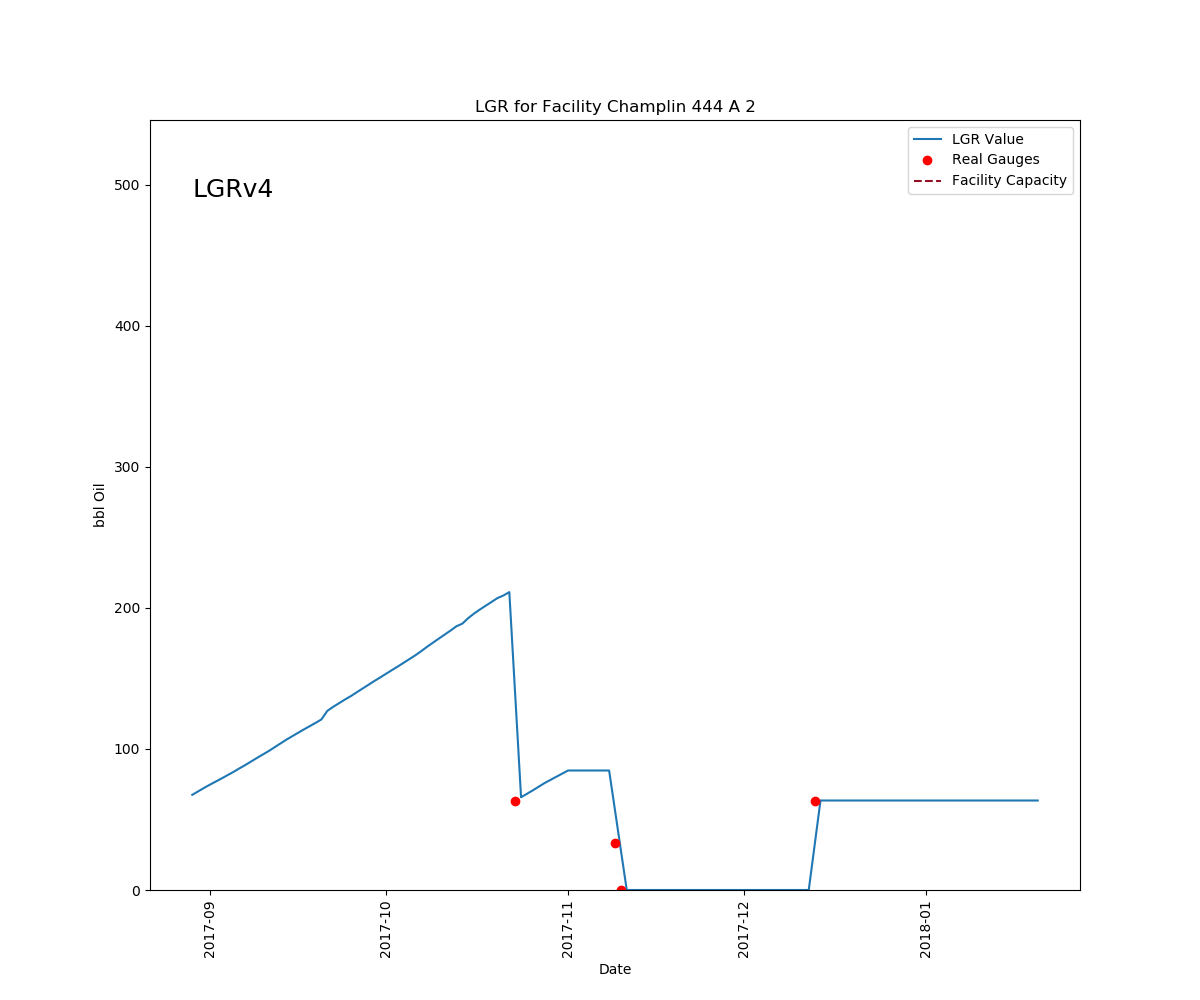 LGR for Facility Champlin 444 A 2
LGRv4
LGR Value
Real Gauges
Facility Capacity
500
400
300
200
100
0
bbl Oil
2017-09
2017-10
2017-11
2017-12
2018-01
Date